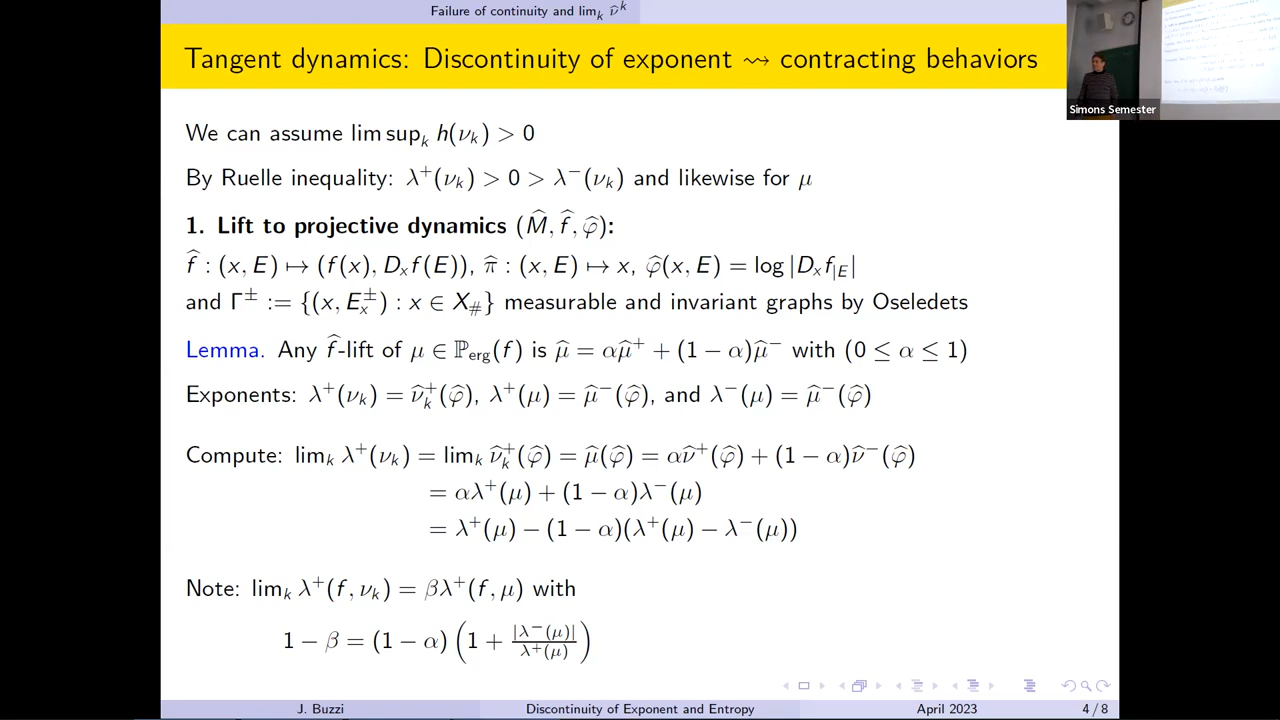 Failure of continuity and lim_k ν̂^k
Tangent dynamics: Discontinuity of exponent ⇝ contracting behaviors
Simons Semester
We can assume lim sup_k h(ν_k) > 0
By Ruelle inequality: λ⁺(ν_k) > 0 > λ⁻(ν_k) and likewise for μ
1. Lift to projective dynamics (M̂, f̂, φ̂):
f̂ : (x, E) ↦ (f(x), D_x f(E)), π̂ : (x, E) ↦ x, φ̂(x, E) = log |D_x f_{|E}|
and Γ^± := {(x, E_x^±) : x ∈ X_#} measurable and invariant graphs by Oseledets
Lemma. Any f̂-lift of μ ∈ ℙ_erg(f) is μ̂ = αμ̂⁺ + (1 − α)μ̂⁻ with (0 ≤ α ≤ 1)
Exponents: λ⁺(ν_k) = ν̂_k⁺(φ̂), λ⁺(μ) = μ̂⁻(φ̂), and λ⁻(μ) = μ̂⁻(φ̂)
Compute: lim_k λ⁺(ν_k) = lim_k ν̂_k⁺(φ̂) = μ̂(φ̂) = αν̂⁺(φ̂) + (1 − α)ν̂⁻(φ̂)
= αλ⁺(μ) + (1 − α)λ⁻(μ)
= λ⁺(μ) − (1 − α)(λ⁺(μ) − λ⁻(μ))
Note: lim_k λ⁺(f, ν_k) = βλ⁺(f, μ) with
1 − β = (1 − α) (1 + |λ⁻(μ)| / λ⁺(μ))
J. Buzzi Discontinuity of Exponent and Entropy April 2023 4 / 8